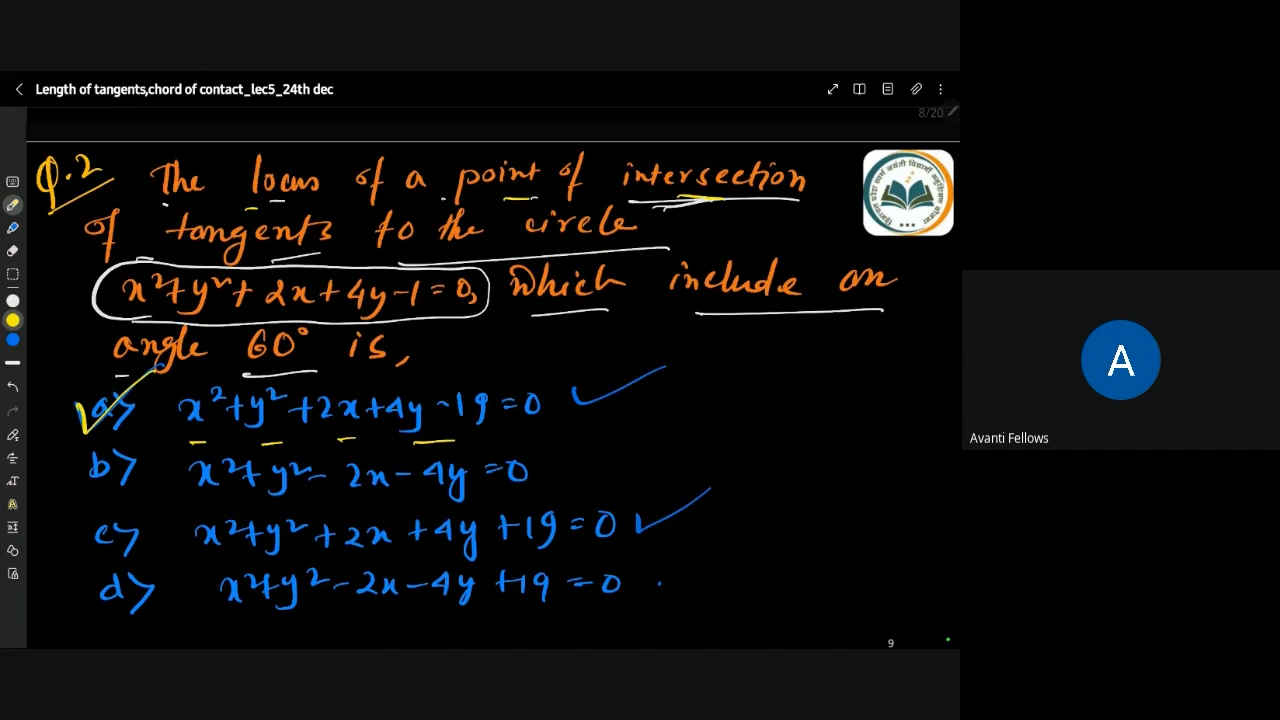 Length of tangents,chord of contact_lec5_24th dec
8/20
Q.2 The locus of a point of intersection
of tangents to the circle
x²+y²+2x+4y-1=0, which include an
angle 60° is,
a> x²+y²+2x+4y-19=0
b> x²+y²-2x-4y=0
c> x²+y²+2x+4y+19=0
d> x²+y²-2x-4y+19=0
9
A
Avanti Fellows